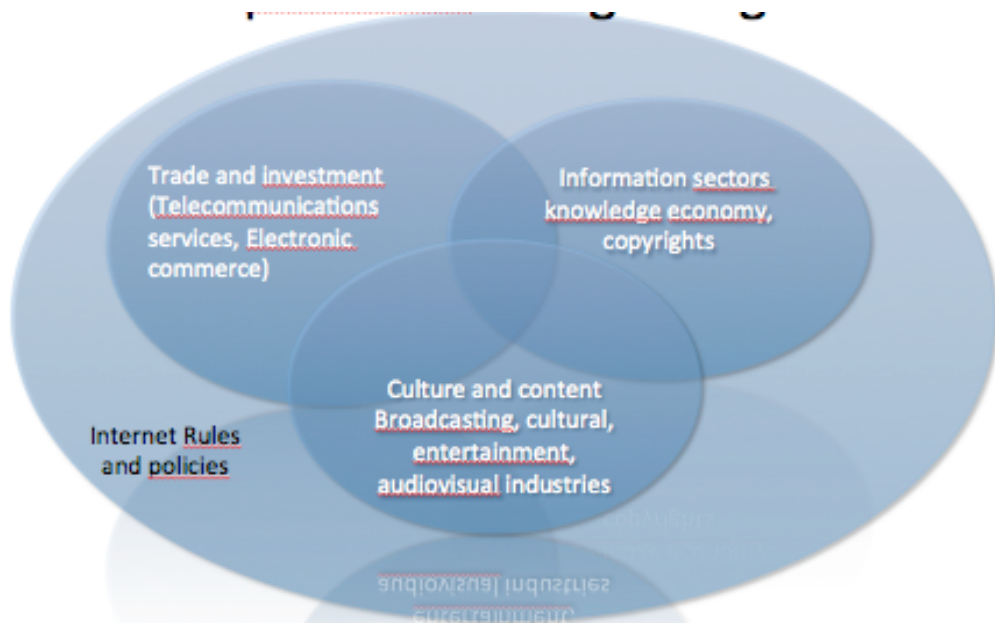 Trade and investment
(Telecommunications
services, Electronic
commerce)
Information sectors
knowledge economy,
copyrights
Culture and content
Broadcasting, cultural,
entertainment,
audiovisual industries
Internet Rules
and policies